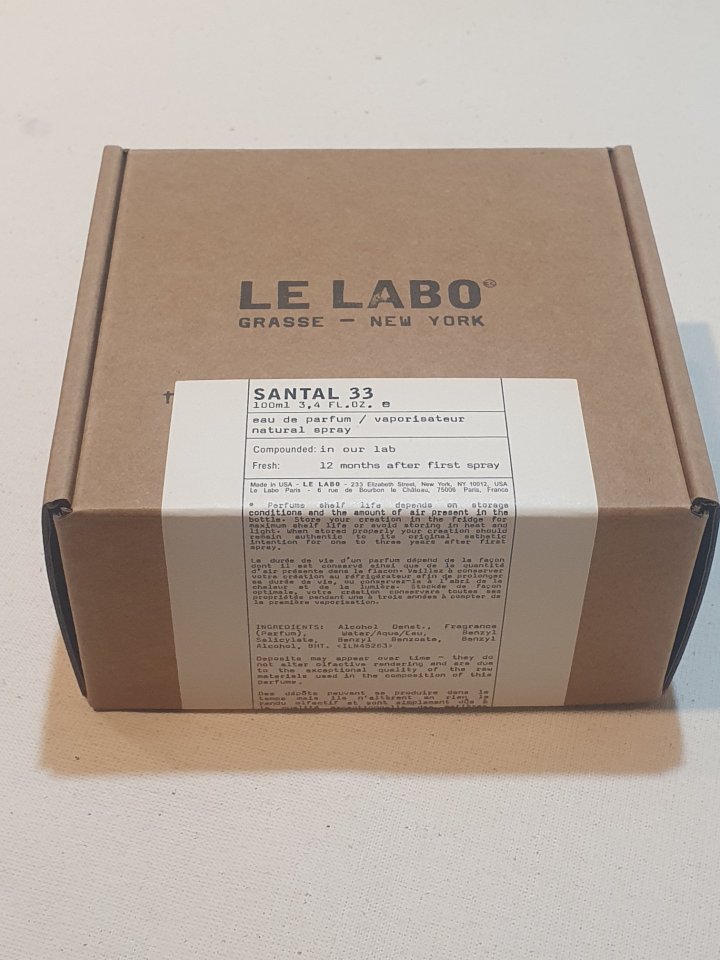 LE LABO
GRASSE — NEW YORK
SANTAL 33
100ml 3,4 FL.OZ. e
eau de parfum / vaporisateur
natural spray
Compounded: in our lab
Fresh: 12 months after first spray
Made in USA - LE LABO - 233 Elizabeth Street, New York, NY 10012, USA
Le Labo Paris - 6 rue de Bourbon le Château, 75006 Paris, France
* Perfume shelf life depends on storage
conditions and the amount of air present in the
bottle. Store your creation in the fridge for
maximum shelf life or avoid storing in heat and
light. When stored properly your creation should
remain authentic to its original esthetic
intention for one to three years after first
spray.
La durée de vie d'un parfum dépend de la façon
dont il est conservé ainsi que de la quantité
d'air présente dans le flacon. Veillez à conserver
votre création au réfrigérateur afin de prolonger
sa durée de vie, ou conservez-la à l'abri de la
chaleur et de la lumière. Stockée de façon
optimale, votre création conservera toutes ses
propriétés pendant une à trois années à compter de
la première vaporisation.
INGREDIENTS: Alcohol Denat., Fragrance
(Parfum), Water/Aqua/Eau, Benzyl
Salicylate, Benzyl Benzoate, Benzyl
Alcohol, BHT. <ILN45263>
Deposits may appear over time — they do
not alter olfactive rendering and are due
to the exceptional quality of the raw
materials used in the composition of this
perfume.
Des dépôts peuvent se produire dans le
temps mais ils n'altèrent en rien le
rendu olfactif et sont simplement dûs à